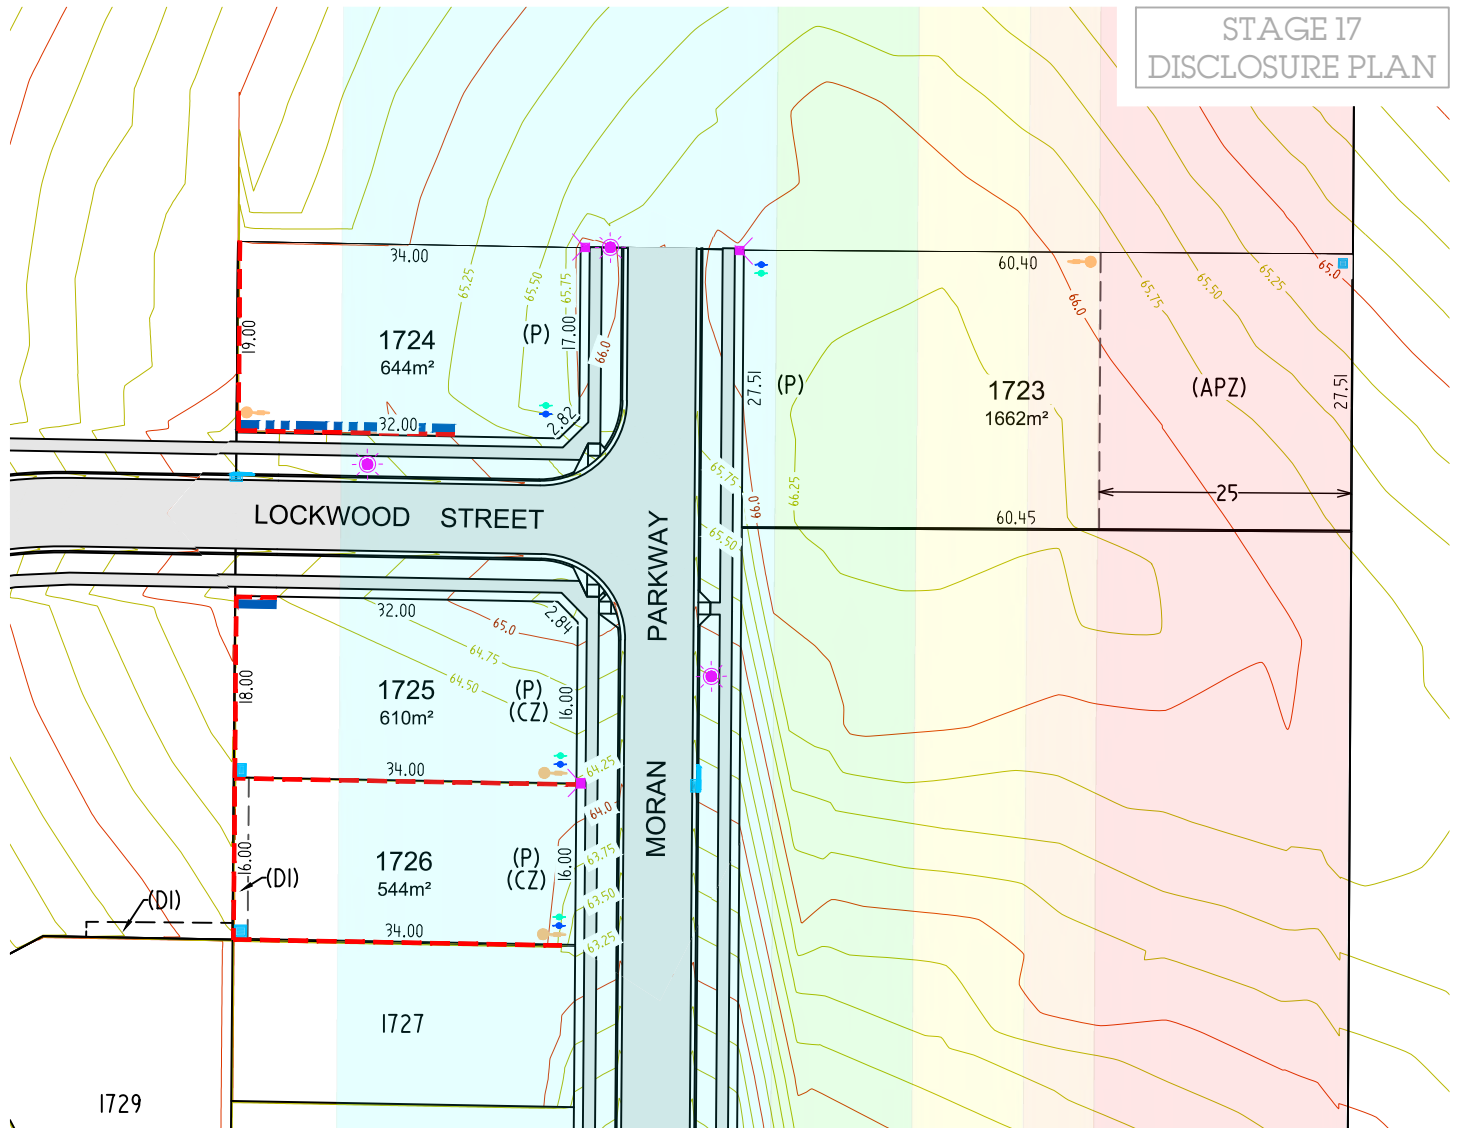 STAGE 17
DISCLOSURE PLAN
34.00
65.25
65.50
65.75
17.00
66.0
19.00
1724
644m²
(P)
32.00
2.82
60.40
66.0
65.75
65.50
65.25
65.0
27.51
(P)
1723
1662m²
(APZ)
27.51
66.25
25
60.45
65.75
66.0
65.50
LOCKWOOD STREET
MORAN PARKWAY
32.00
65.0
2.84
64.75
64.50
18.00
1725
610m²
(P)
(CZ)
16.00
34.00
64.25
64.0
63.75
63.50
63.25
16.00
1726
544m²
(P)
(CZ)
16.00
(DI)
(DI)
34.00
1727
1729